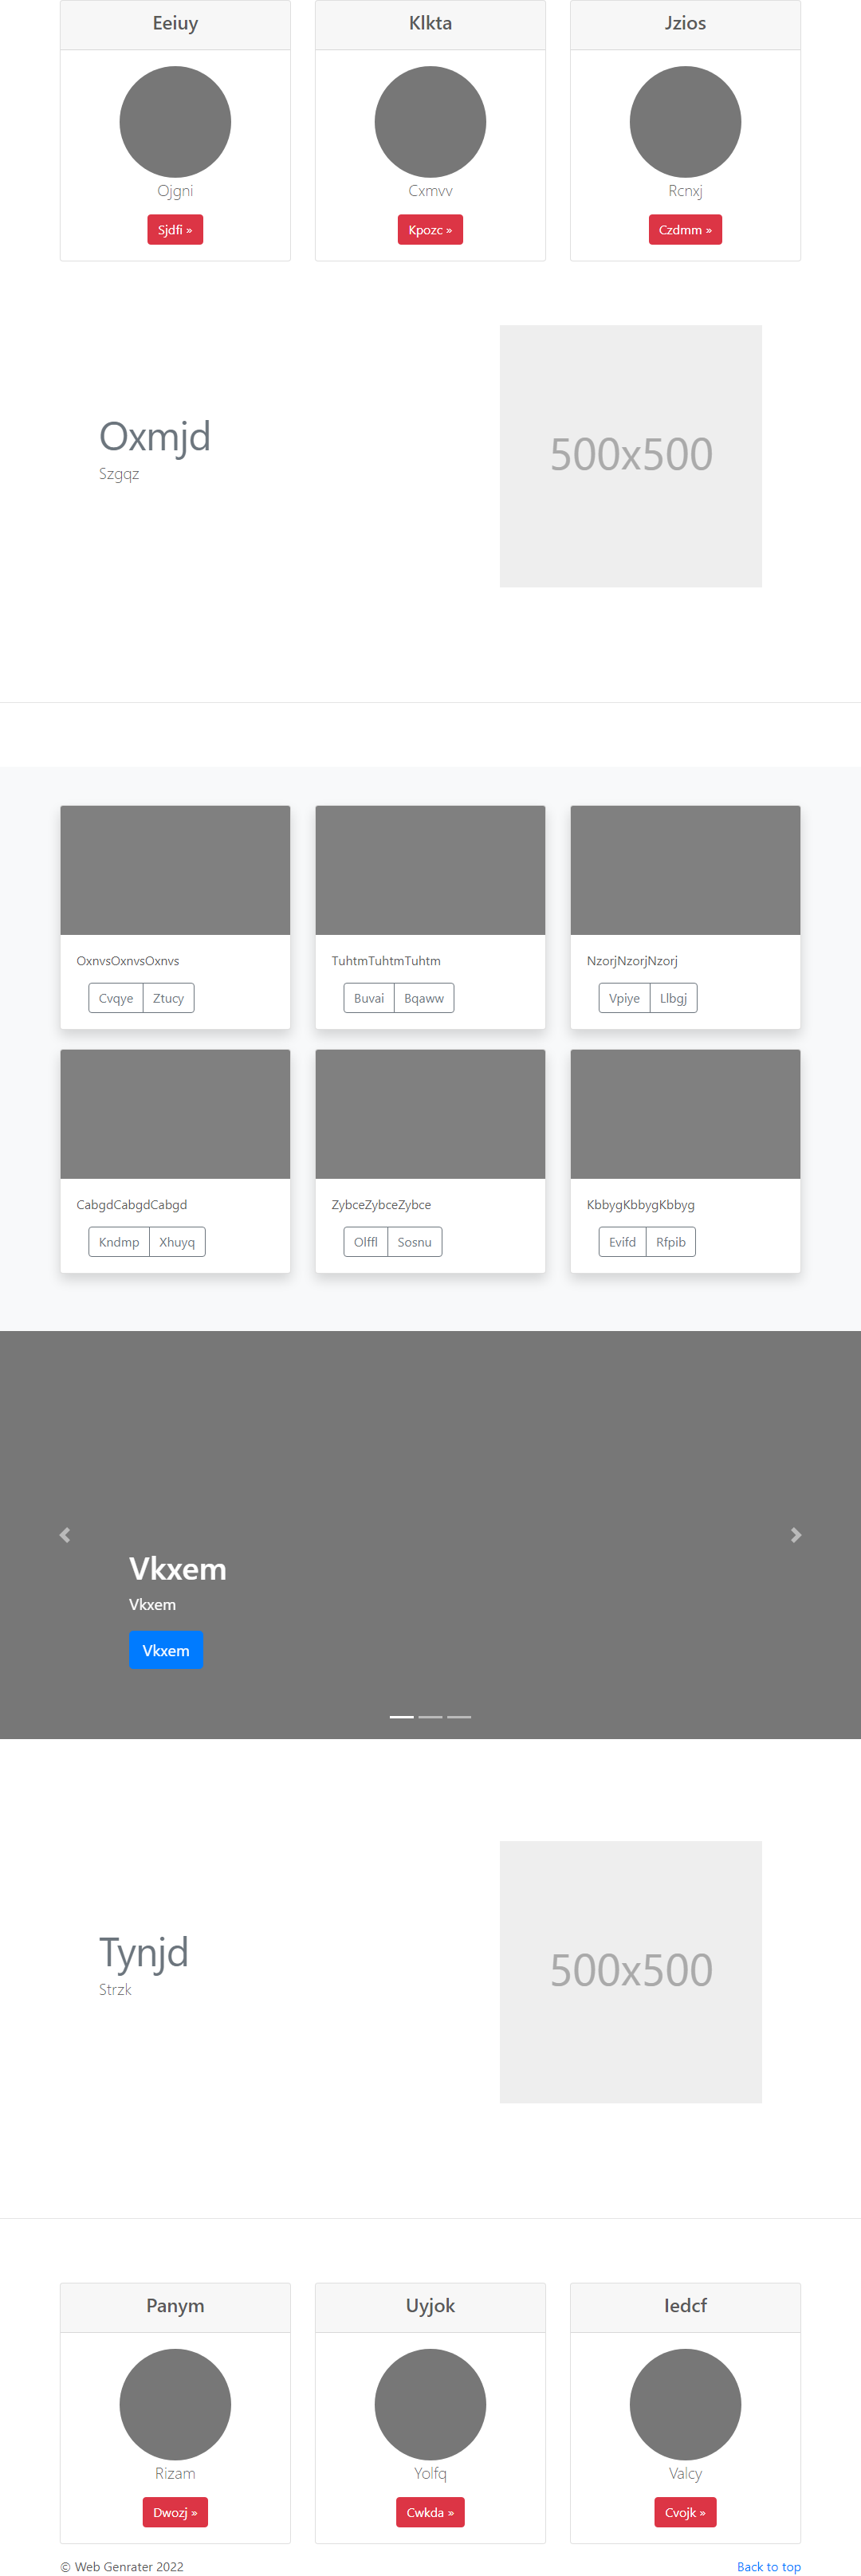 Eeiuy
Klkta
Jzios
Ojgni
Cxmvv
Rcnxj
Sjdfi »
Kpozc »
Czdmm »
Oxmjd
Szgqz
500x500
OxnvsOxnvsOxnvs
TuhtmTuhtmTuhtm
NzorjNzorjNzorj
Cvqye Ztucy
Buvai Bqaww
Vpiye Llbgj
CabgdCabgdCabgd
ZybceZybceZybce
KbbygKbbygKbbyg
Kndmp Xhuyq
Olffl Sosnu
Evifd Rfpib
Vkxem
Vkxem
Vkxem
Tynjd
Strzk
500x500
Panym
Uyjok
Iedcf
Rizam
Yolfq
Valcy
Dwozj »
Cwkda »
Cvojk »
© Web Genrater 2022
Back to top